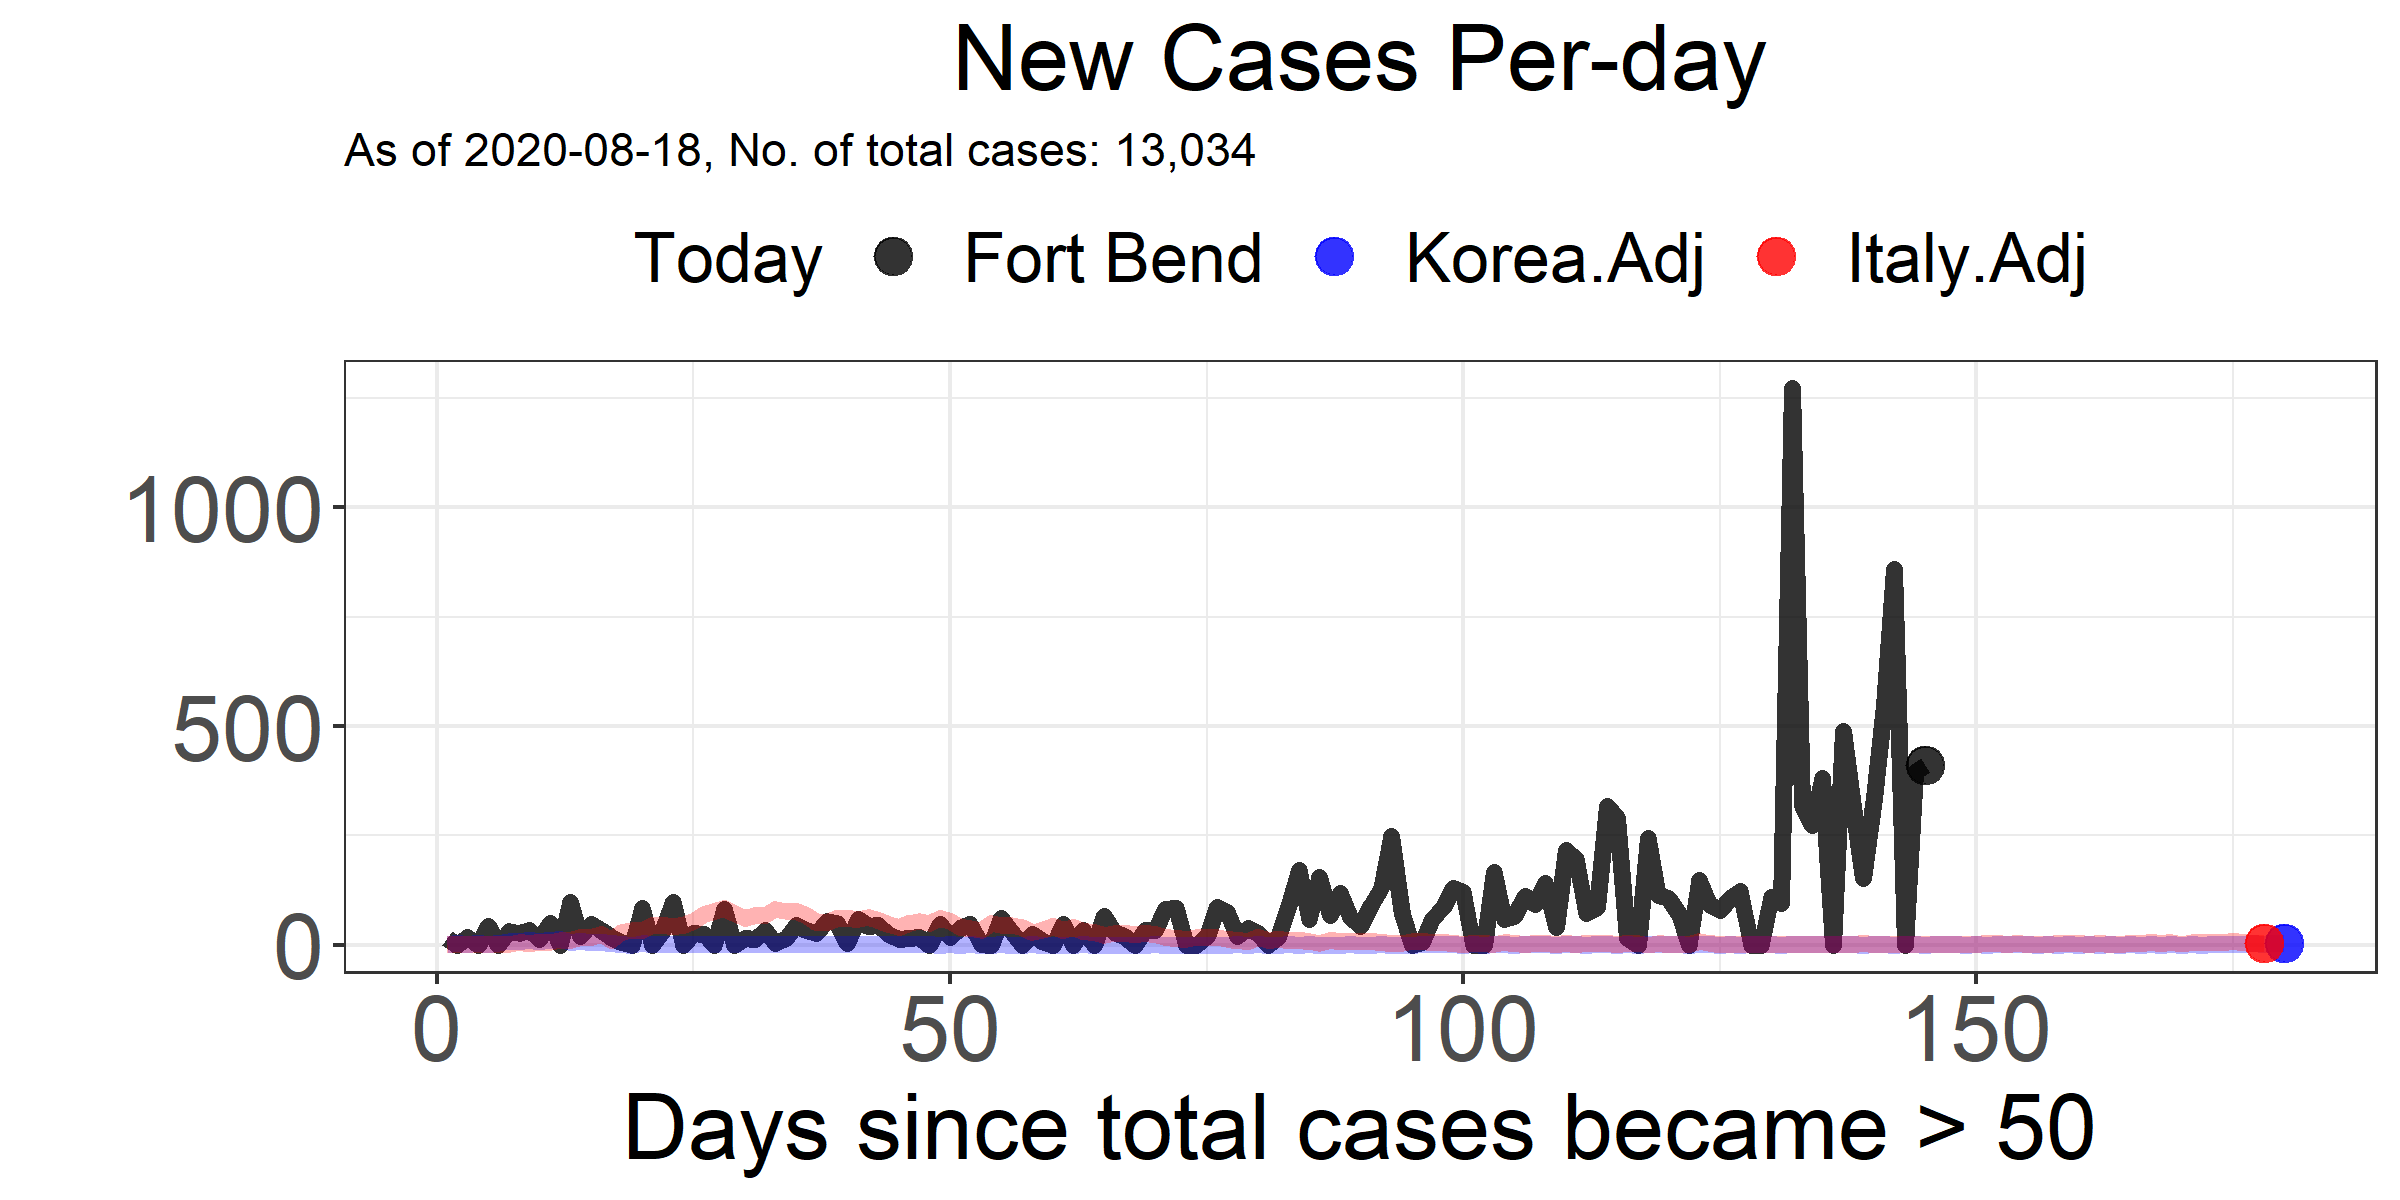 New Cases Per-day
As of 2020-08-18, No. of total cases: 13,034
Today Fort Bend Korea.Adj Italy.Adj
1000
500
0
0 50 100 150
Days since total cases became > 50